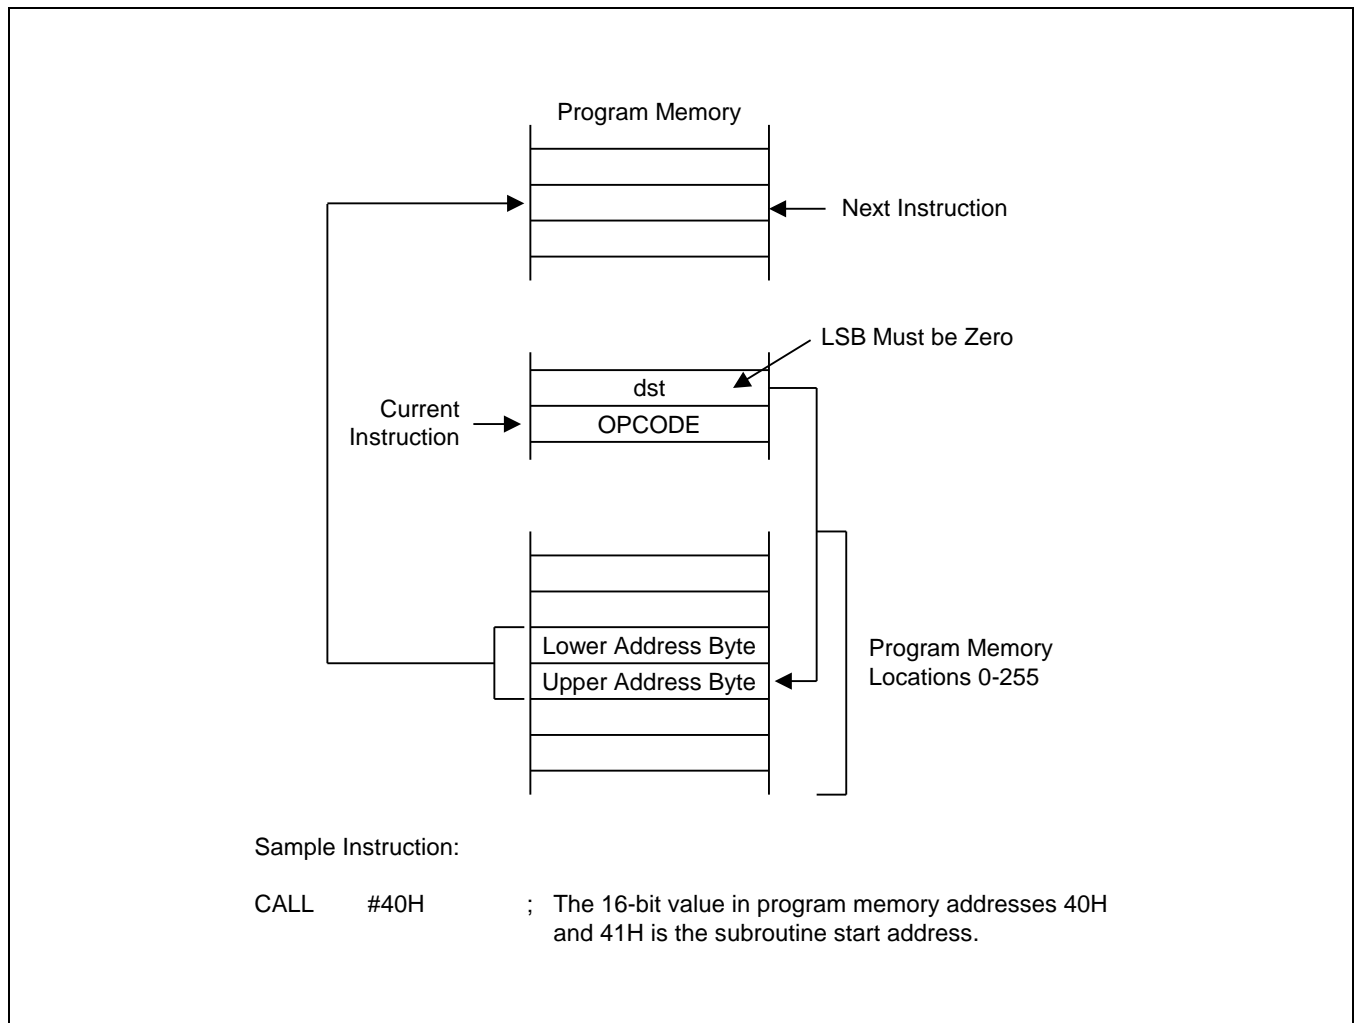 Program Memory
Next Instruction
LSB Must be Zero
dst
Current
Instruction
OPCODE
Lower Address Byte
Upper Address Byte
Program Memory
Locations 0-255
Sample Instruction:
CALL #40H ; The 16-bit value in program memory addresses 40H
and 41H is the subroutine start address.